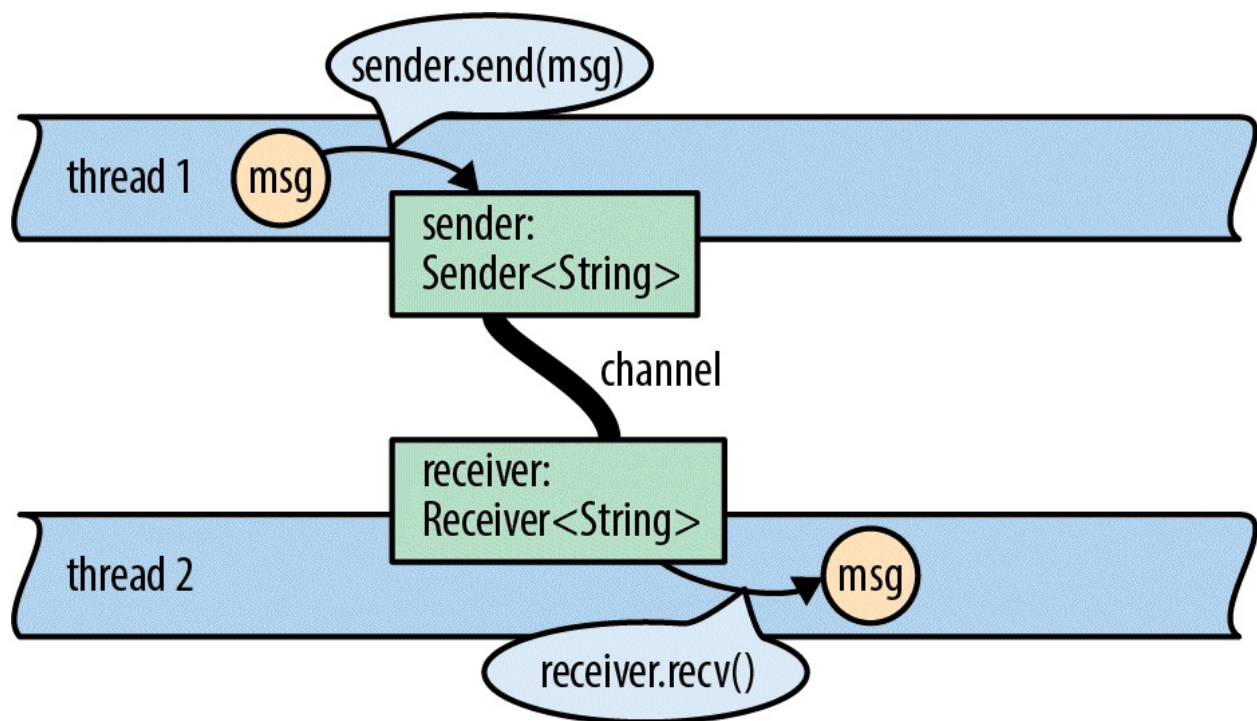 sender.send(msg)
thread 1
msg
sender:
Sender<String>
channel
receiver:
Receiver<String>
thread 2
msg
receiver.recv()